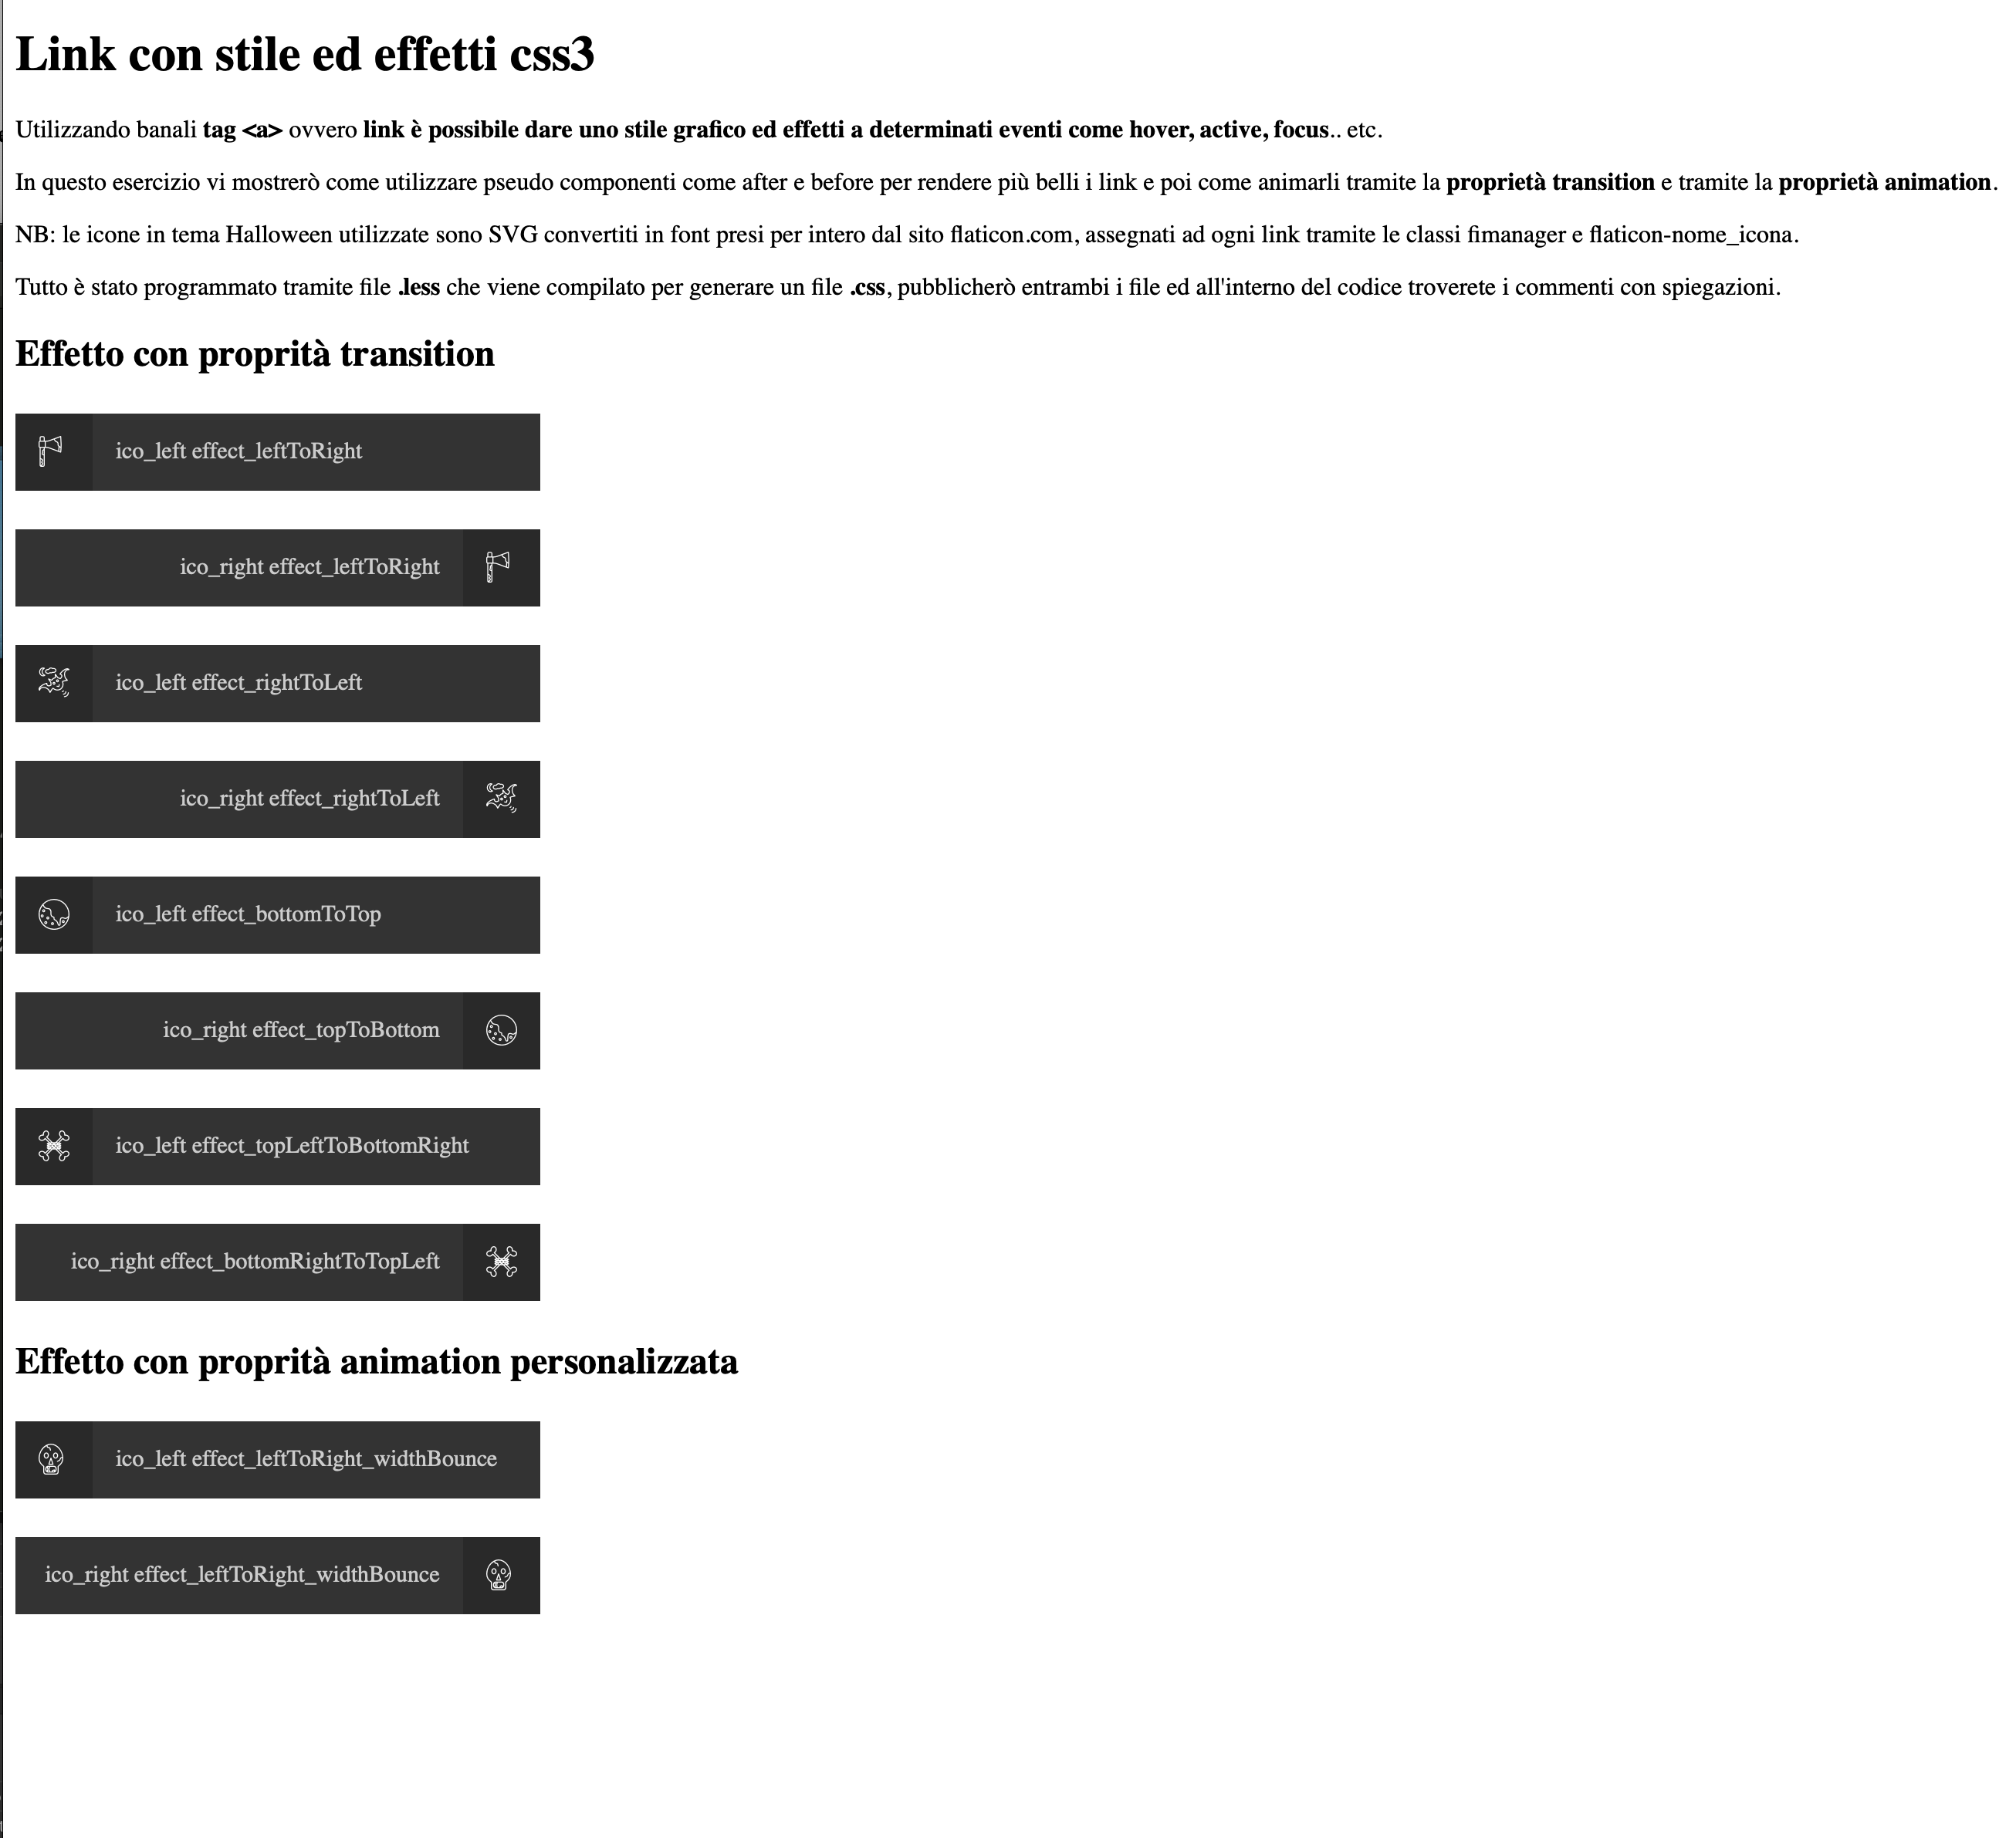 Link con stile ed effetti css3
Utilizzando banali tag <a> ovvero link è possibile dare uno stile grafico ed effetti a determinati eventi come hover, active, focus.. etc.
In questo esercizio vi mostrerò come utilizzare pseudo componenti come after e before per rendere più belli i link e poi come animarli tramite la proprietà transition e tramite la proprietà animation.
NB: le icone in tema Halloween utilizzate sono SVG convertiti in font presi per intero dal sito flaticon.com, assegnati ad ogni link tramite le classi fimanager e flaticon-nome_icona.
Tutto è stato programmato tramite file .less che viene compilato per generare un file .css, pubblicherò entrambi i file ed all'interno del codice troverete i commenti con spiegazioni.
Effetto con proprità transition
ico_left effect_leftToRight
ico_right effect_leftToRight
ico_left effect_rightToLeft
ico_right effect_rightToLeft
ico_left effect_bottomToTop
ico_right effect_topToBottom
ico_left effect_topLeftToBottomRight
ico_right effect_bottomRightToTopLeft
Effetto con proprità animation personalizzata
ico_left effect_leftToRight_widthBounce
ico_right effect_leftToRight_widthBounce